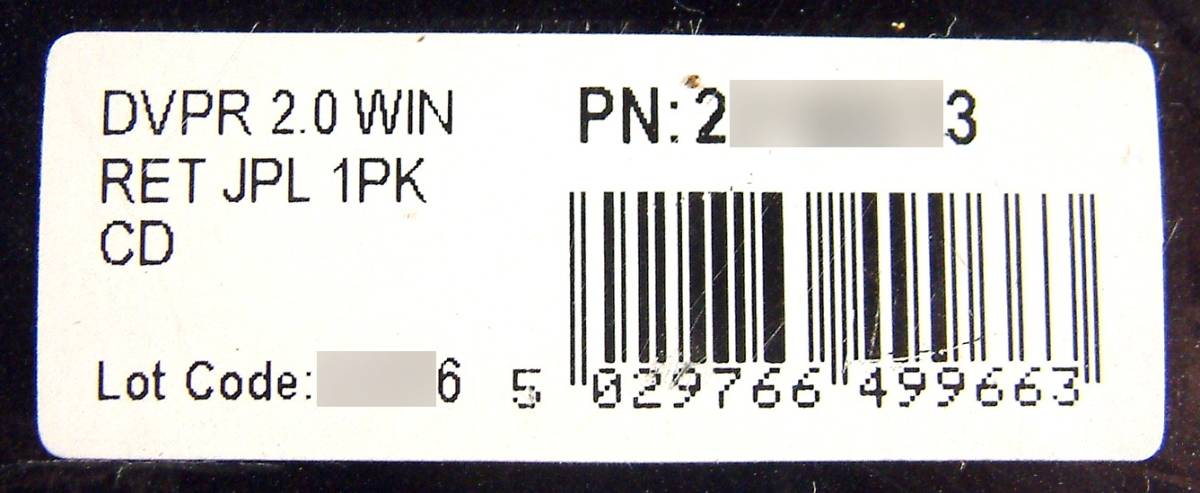 DVPR 2.0 WIN
RET JPL 1PK
CD
PN: 2
3
Lot Code:
6
5 029766 499663